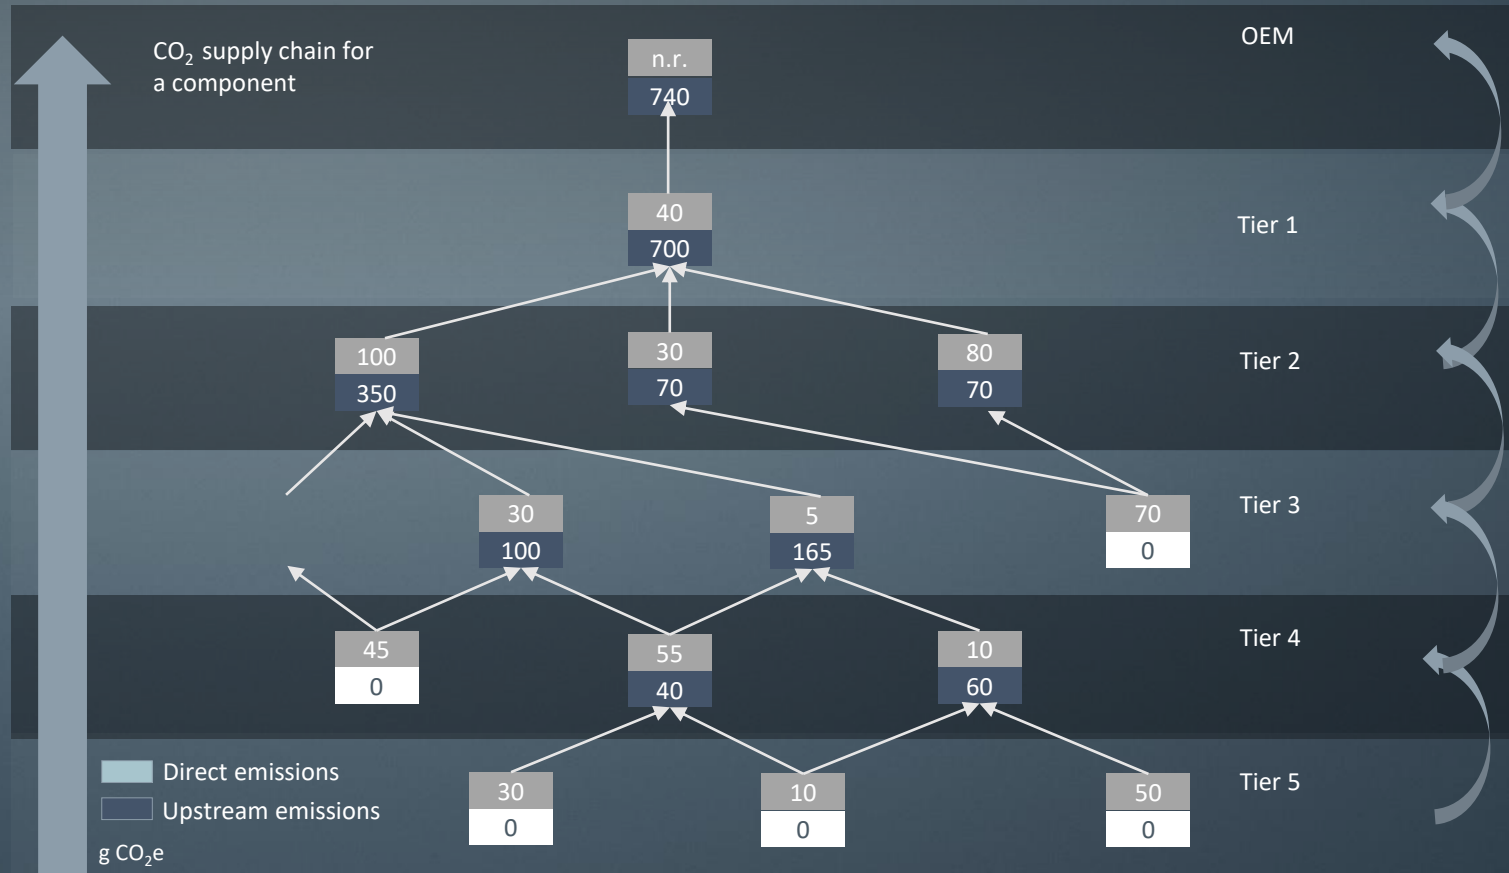 CO₂ supply chain for
a component
OEM
n.r.
740
40
700
Tier 1
100
350
30
70
80
70
Tier 2
30
100
5
165
70
0
Tier 3
45
0
55
40
10
60
Tier 4
Direct emissions
Upstream emissions
g CO₂e
30
0
10
0
50
0
Tier 5